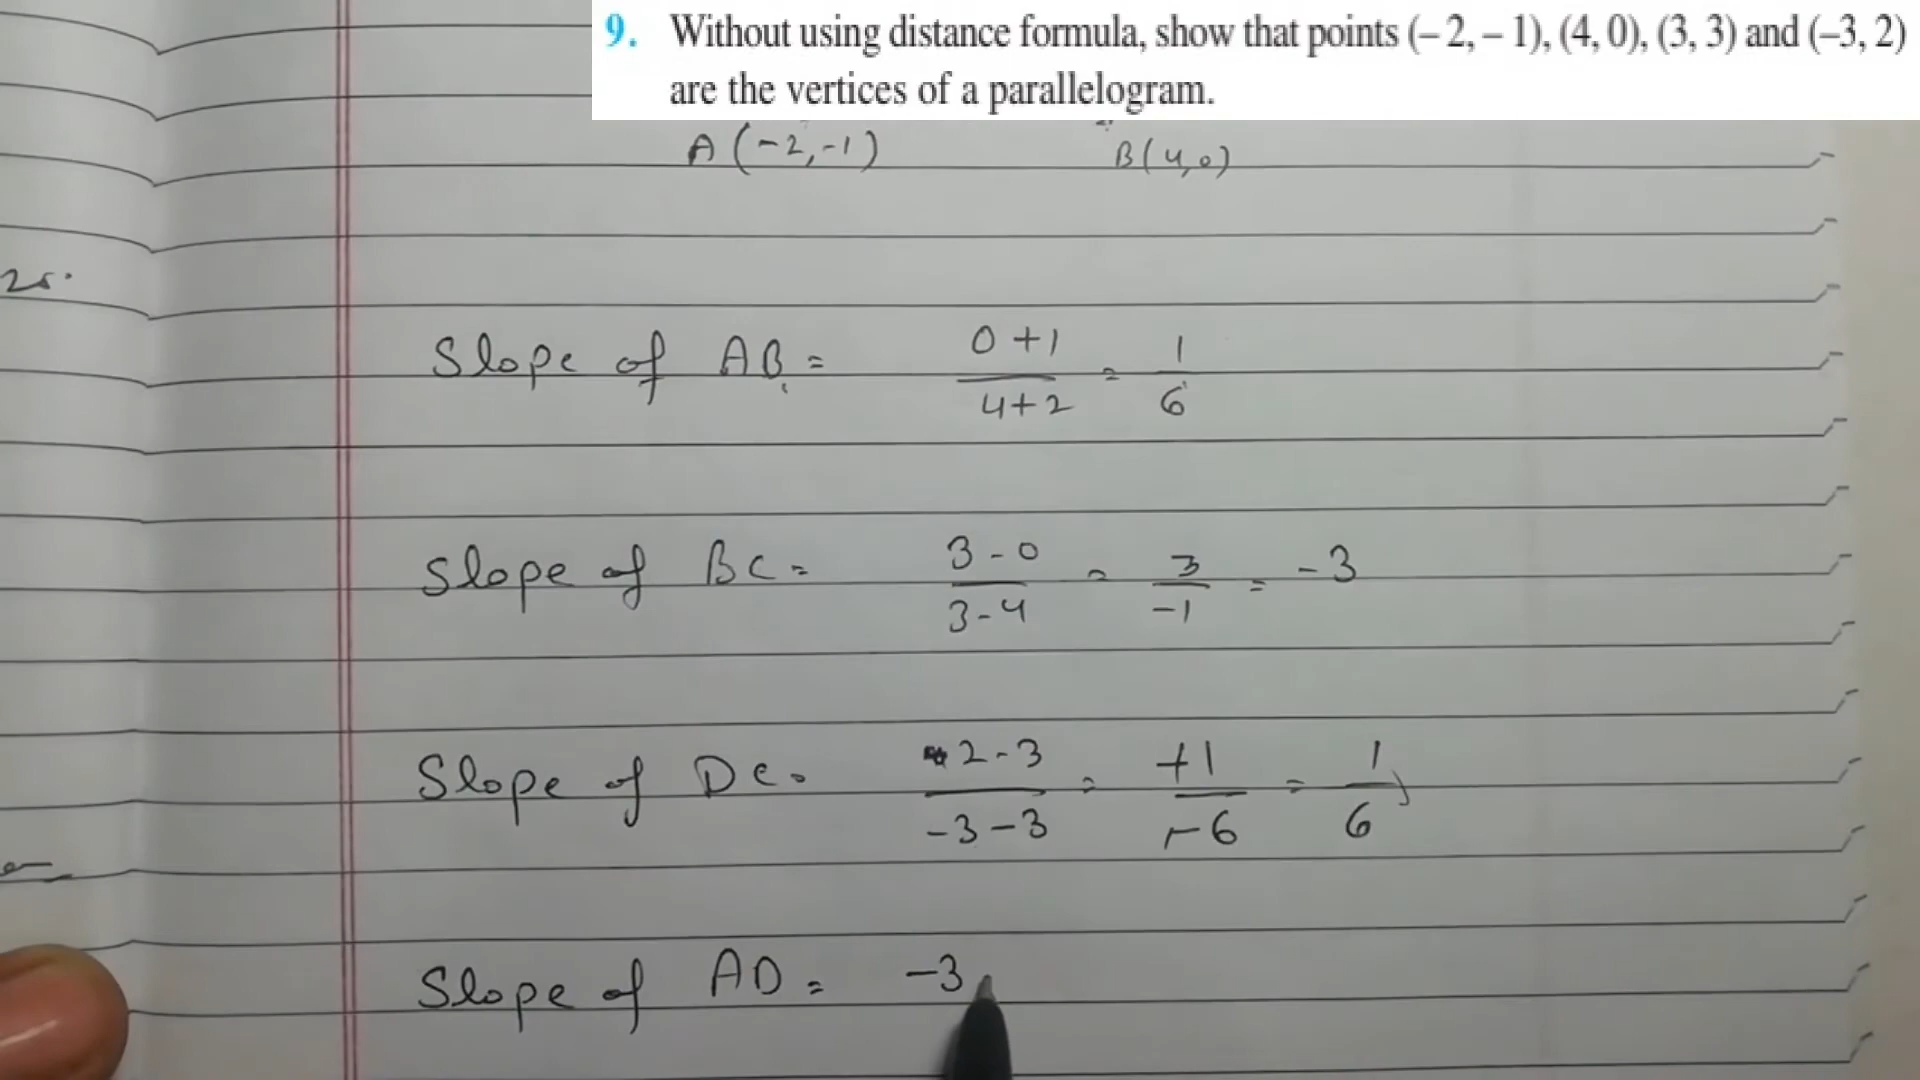 9. Without using distance formula, show that points (– 2, – 1), (4, 0), (3, 3) and (–3, 2)
are the vertices of a parallelogram.
A (-2,-1) B(4,0)
25.
Slope of AB = 0+1/4+2 = 1/6
Slope of BC = 3-0/3-4 = 3/-1 = -3
Slope of DC = 2-3/-3-3 = +1/-6 = 1/6
Slope of AD = -3